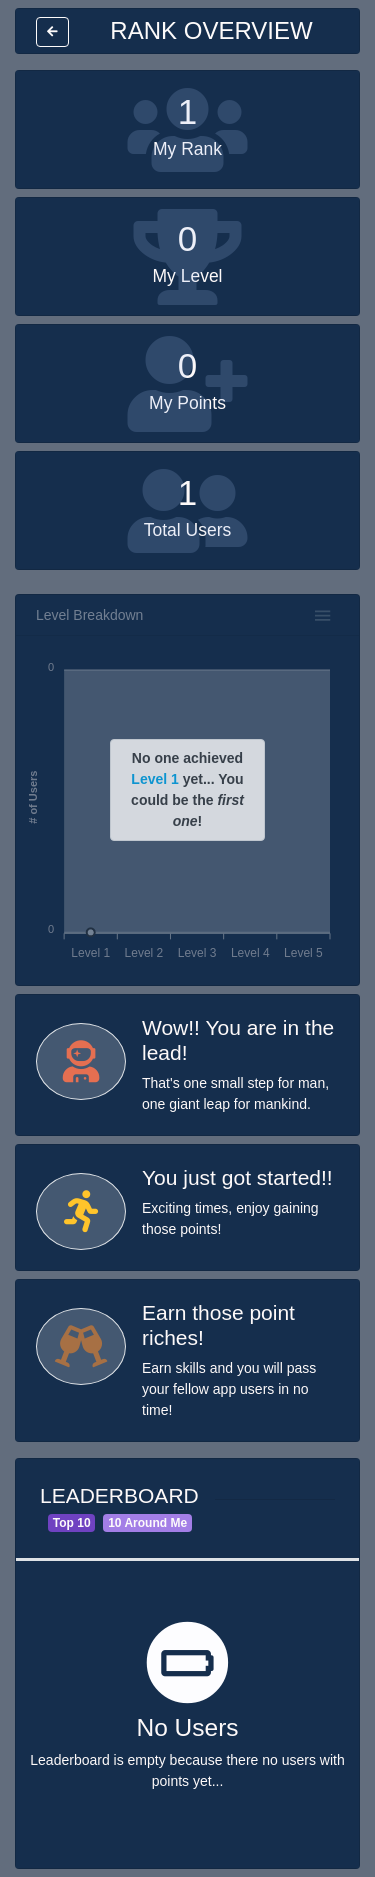 RANK OVERVIEW
1
My Rank
0
My Level
0
My Points
1
Total Users
Level Breakdown
0
# of Users
No one achieved
Level 1 yet... You
could be the first
one!
0
Level 1 Level 2 Level 3 Level 4 Level 5
Wow!! You are in the
lead!
That's one small step for man,
one giant leap for mankind.
You just got started!!
Exciting times, enjoy gaining
those points!
Earn those point
riches!
Earn skills and you will pass
your fellow app users in no
time!
LEADERBOARD
Top 10 10 Around Me
No Users
Leaderboard is empty because there no users with
points yet...